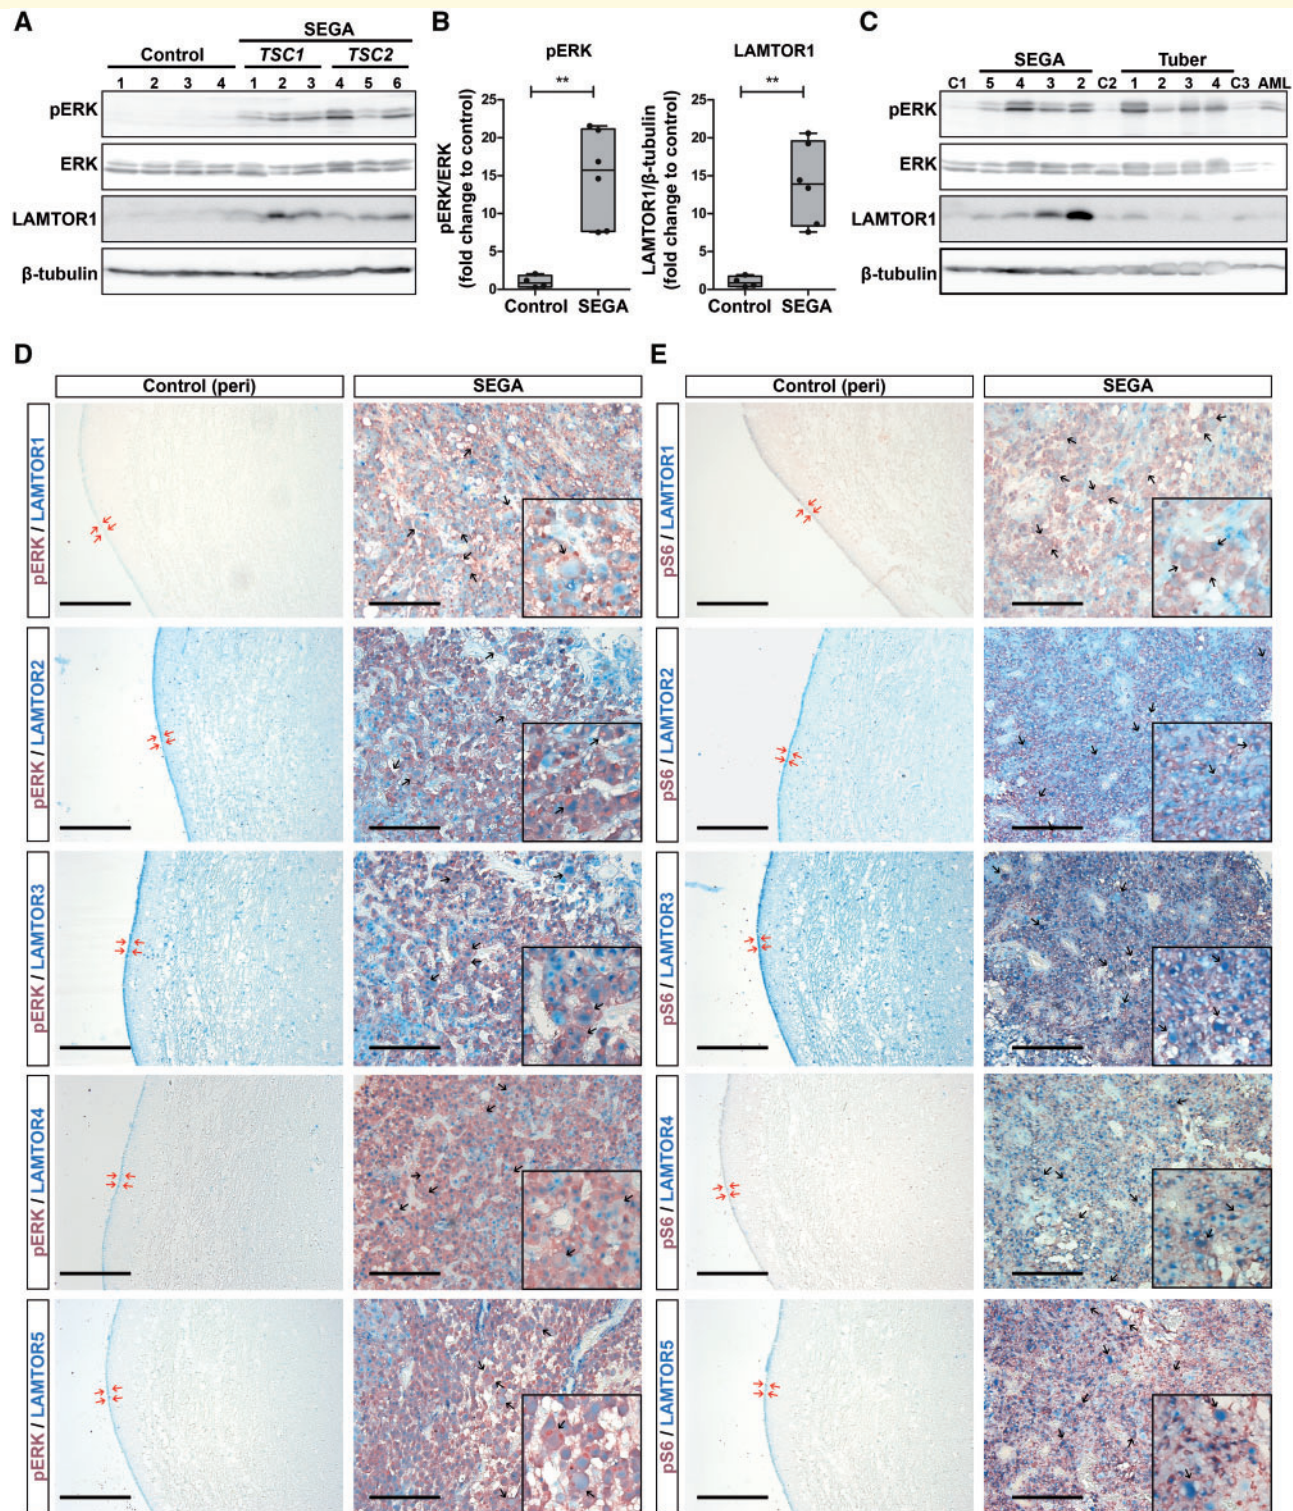 A
SEGA
Control TSC1 TSC2
1 2 3 4 1 2 3 4 5 6
pERK
ERK
LAMTOR1
β-tubulin
B
pERK
**
pERK/ERK
(fold change to control)
25
20
15
10
5
0
Control SEGA
LAMTOR1
**
LAMTOR1/β-tubulin
(fold change to control)
25
20
15
10
5
0
Control SEGA
C
SEGA Tuber
C1 5 4 3 2 C2 1 2 3 4 C3 AML
pERK
ERK
LAMTOR1
β-tubulin
D
Control (peri) SEGA
pERK / LAMTOR1
pERK / LAMTOR2
pERK / LAMTOR3
pERK / LAMTOR4
pERK / LAMTOR5
E
Control (peri) SEGA
pS6 / LAMTOR1
pS6 / LAMTOR2
pS6 / LAMTOR3
pS6 / LAMTOR4
pS6 / LAMTOR5